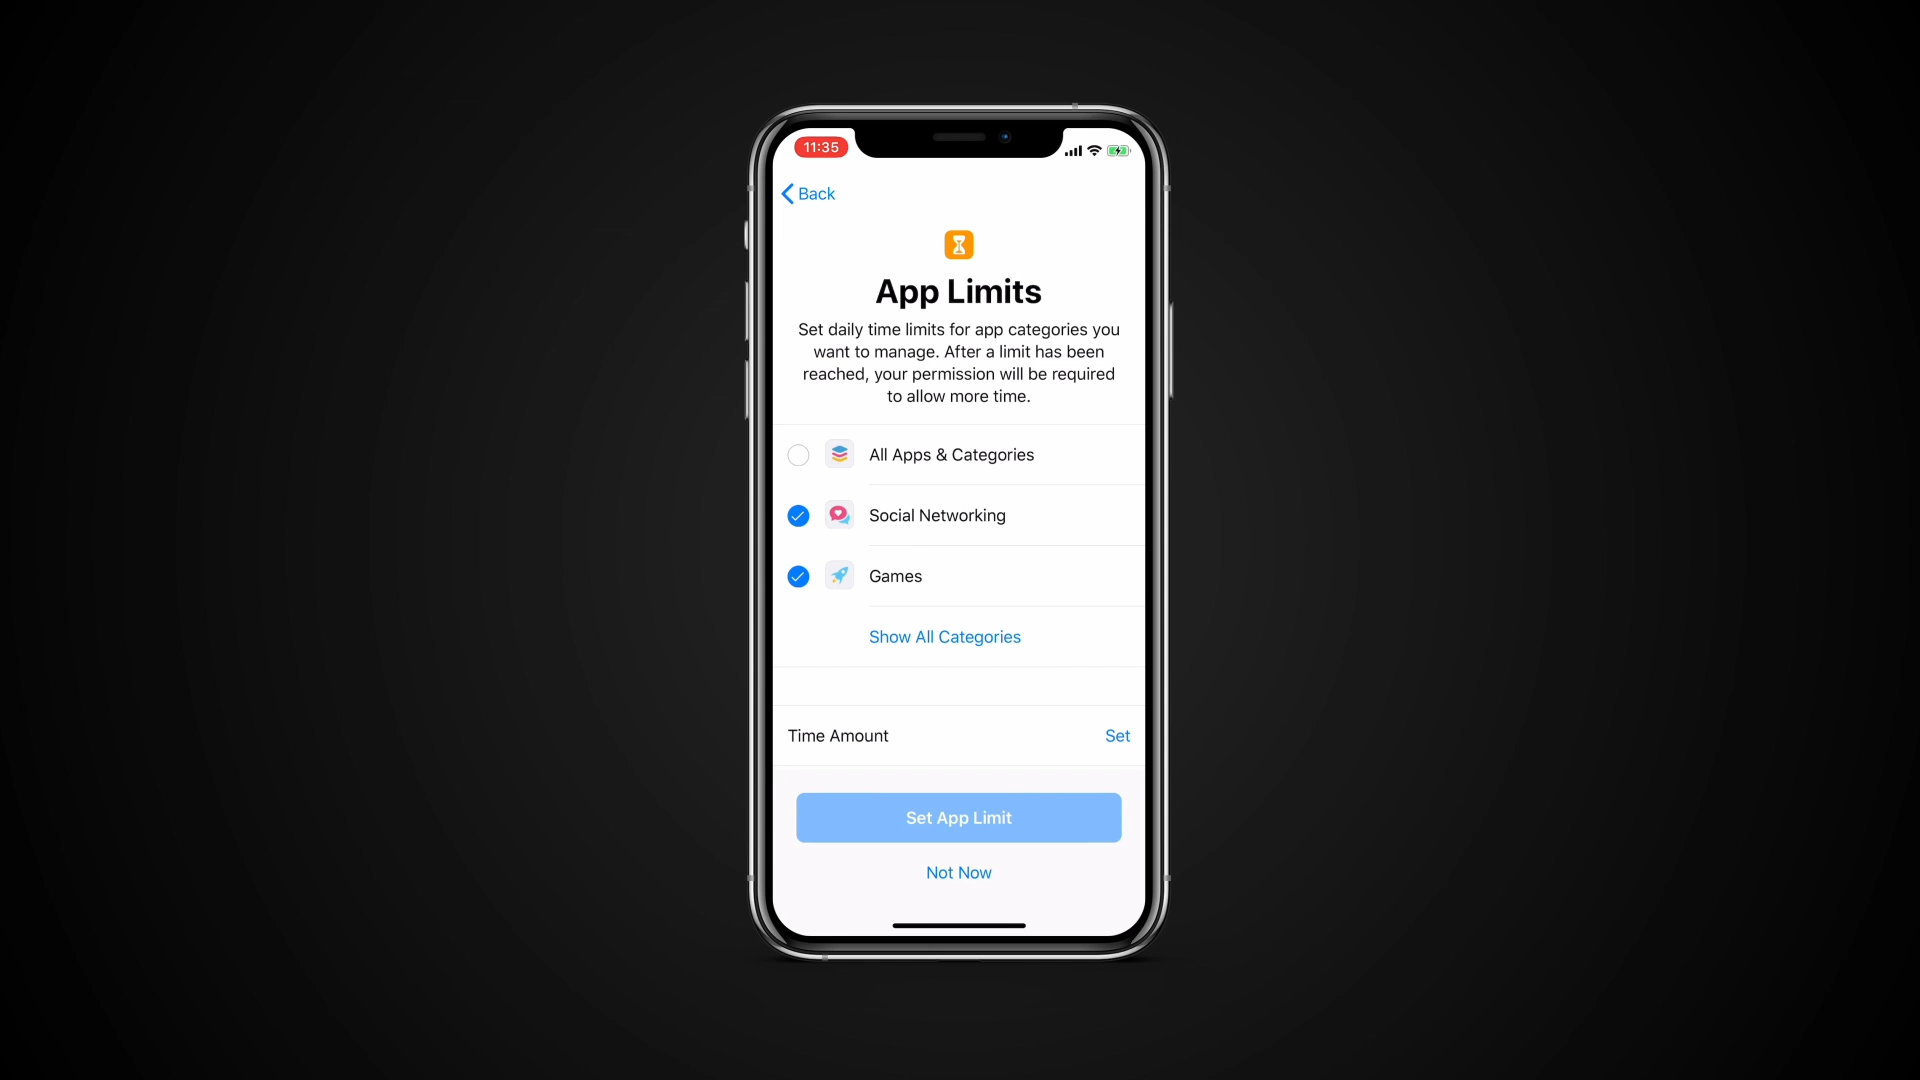 11:35
Back
App Limits
Set daily time limits for app categories you
want to manage. After a limit has been
reached, your permission will be required
to allow more time.
All Apps & Categories
Social Networking
Games
Show All Categories
Time Amount
Set
Set App Limit
Not Now